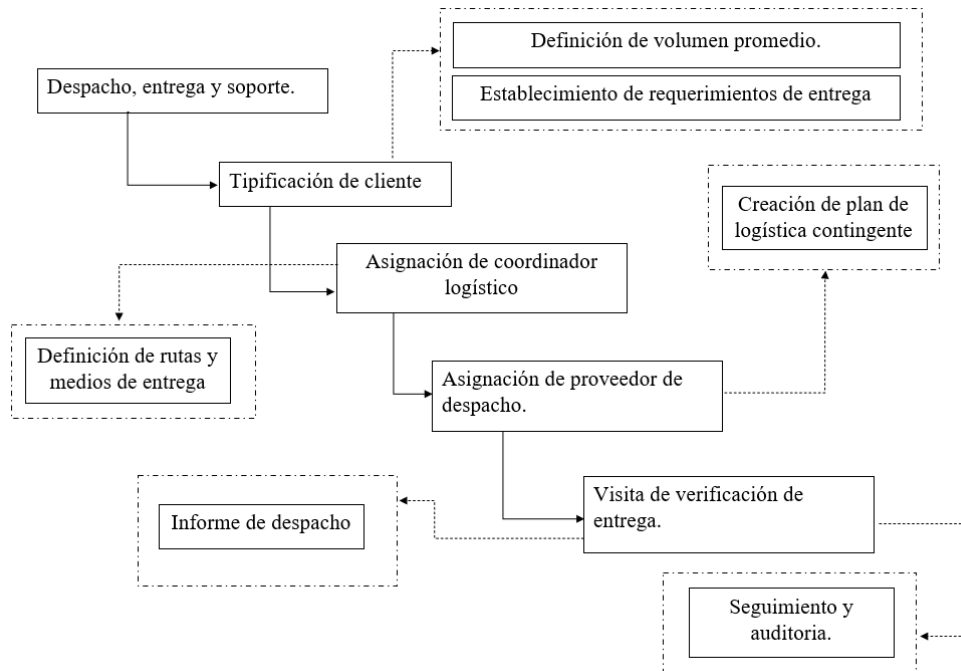 Definición de volumen promedio.
Despacho, entrega y soporte.
Establecimiento de requerimientos de entrega
Tipificación de cliente
Creación de plan de
logística contingente
Asignación de coordinador
logístico
Definición de rutas y
medios de entrega
Asignación de proveedor de
despacho.
Visita de verificación de
entrega.
Informe de despacho
Seguimiento y
auditoria.